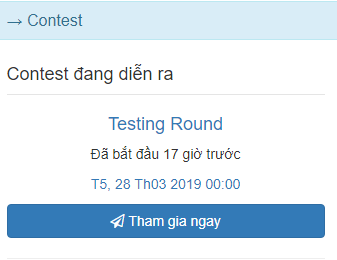 → Contest
Contest đang diễn ra
Testing Round
Đã bắt đầu 17 giờ trước
T5, 28 Th03 2019 00:00
Tham gia ngay